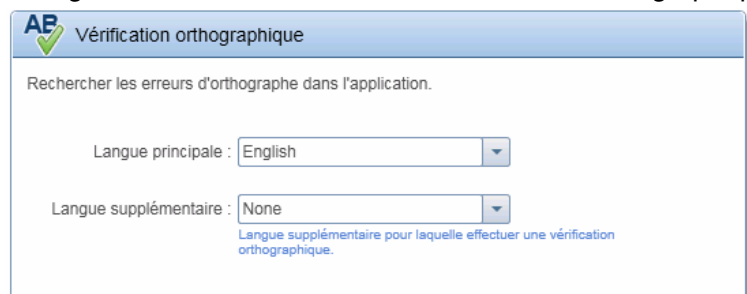 AB
Vérification orthographique
Rechercher les erreurs d'orthographe dans l'application.
Langue principale : English
Langue supplémentaire : None
Langue supplémentaire pour laquelle effectuer une vérification
orthographique.